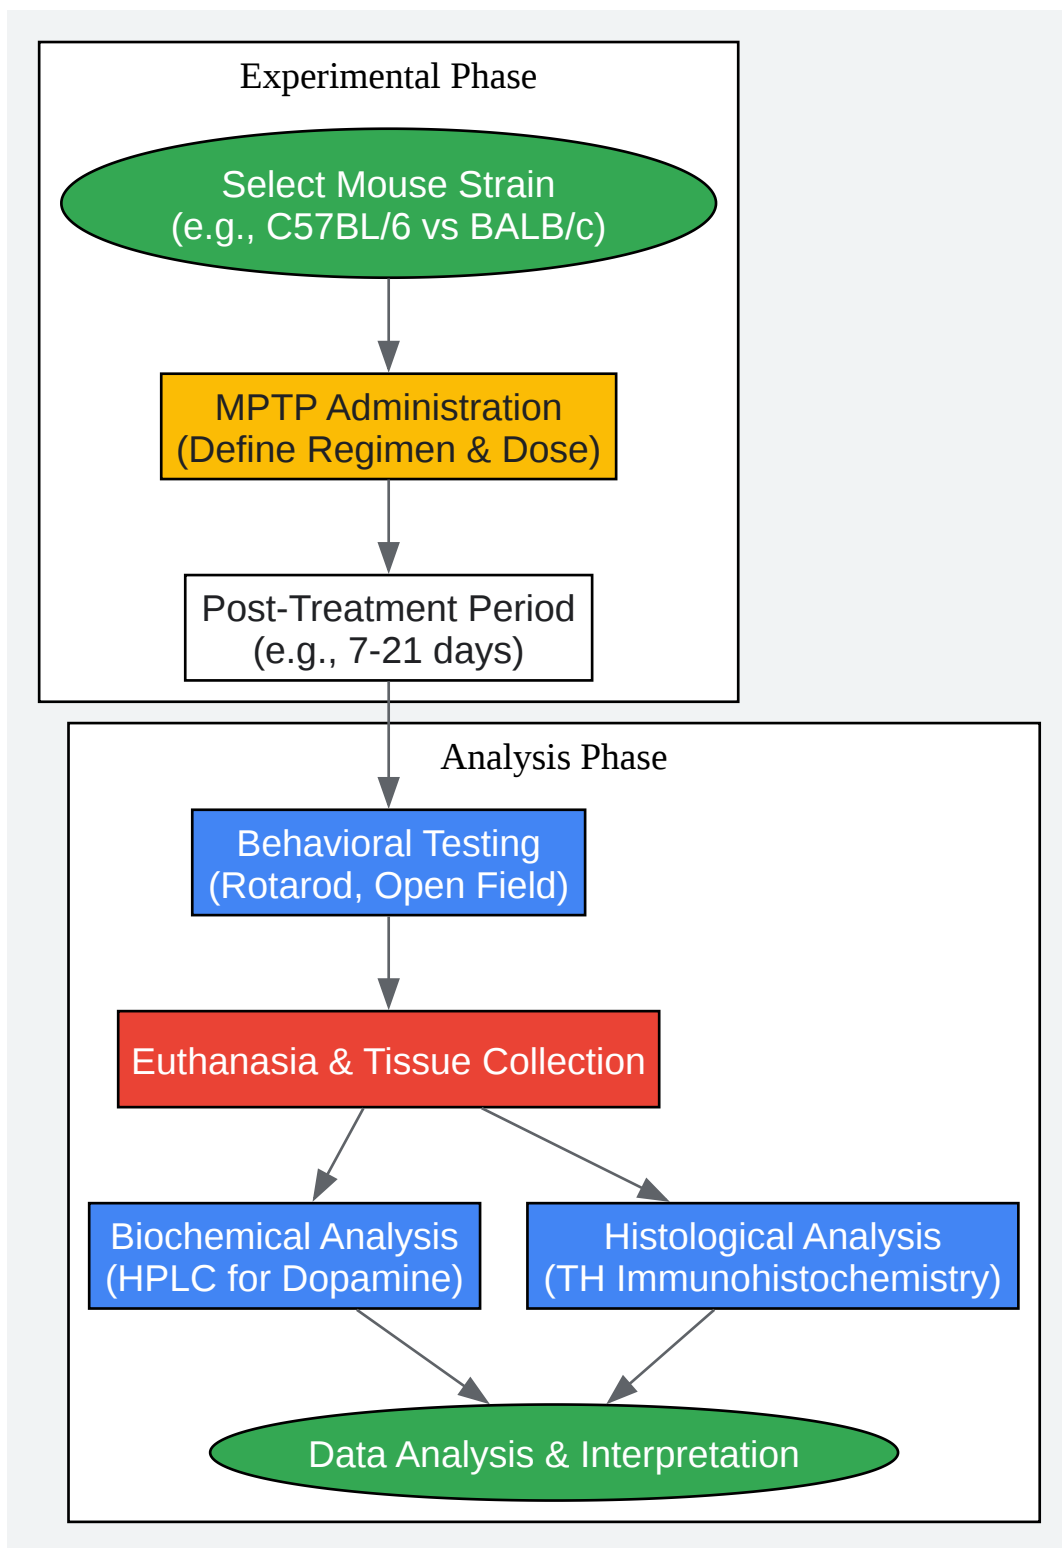 Experimental Phase
Select Mouse Strain
(e.g., C57BL/6 vs BALB/c)
MPTP Administration
(Define Regimen & Dose)
Post-Treatment Period
(e.g., 7-21 days)
Analysis Phase
Behavioral Testing
(Rotarod, Open Field)
Euthanasia & Tissue Collection
Biochemical Analysis
(HPLC for Dopamine)
Histological Analysis
(TH Immunohistochemistry)
Data Analysis & Interpretation